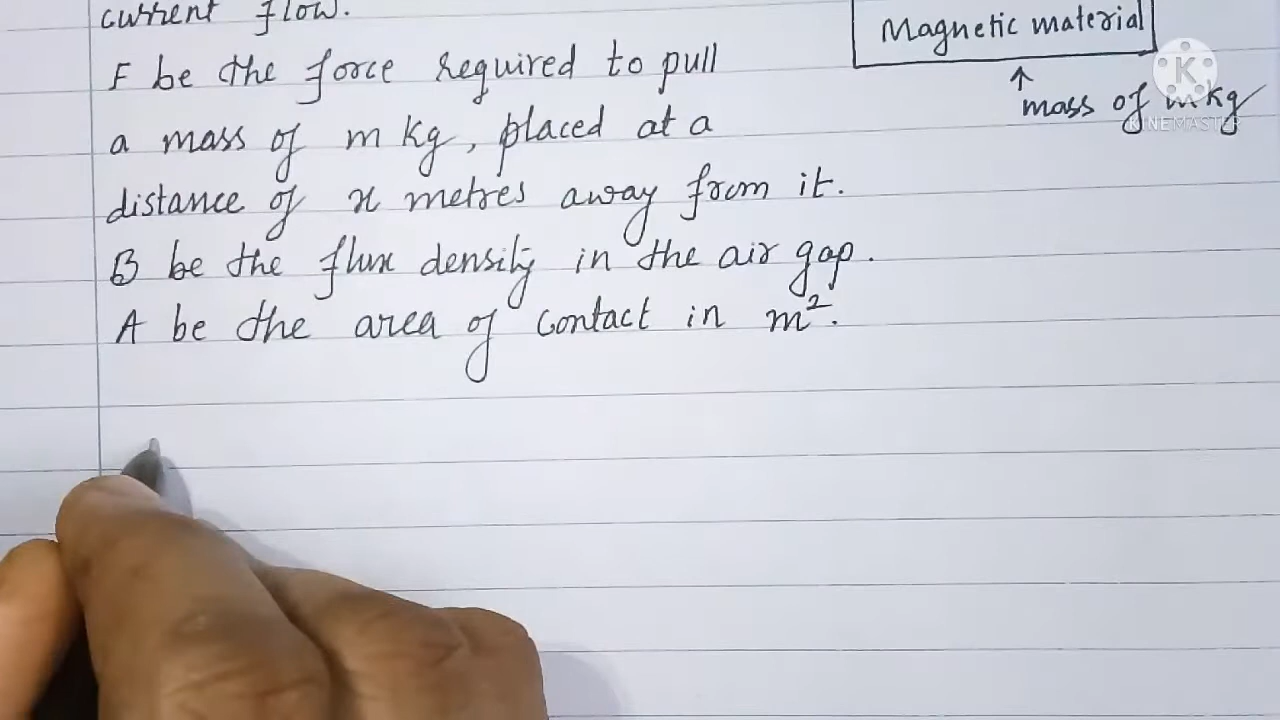 current flow.
F be the force required to pull
a mass of m kg, placed at a
distance of x metres away from it.
B be the flux density in the air gap.
A be the area of contact in m².
Magnetic material
↑
mass of m kg
K
KINEMASTER